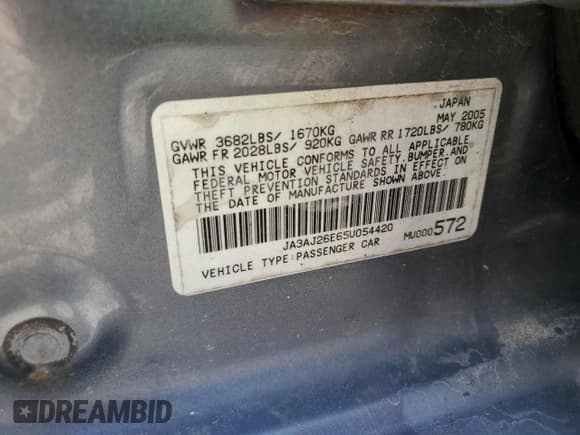 , JAPAN
MAY 2005
GVWR 3682LBS/ 1670KG
GAWR FR 2028LBS/ 920KG GAWR RR 1720LBS/ 780KG
THIS VEHICLE CONFORMS TO ALL APPLICABLE
FEDERAL MOTOR VEHICLE SAFETY, BUMPER, AND
THEFT PREVENTION STANDARDS IN EFFECT ON
THE DATE OF MANUFACTURE SHOWN ABOVE.
JA3AJ26E65U054420
VEHICLE TYPE: PASSENGER CAR MU000572
DREAMBID